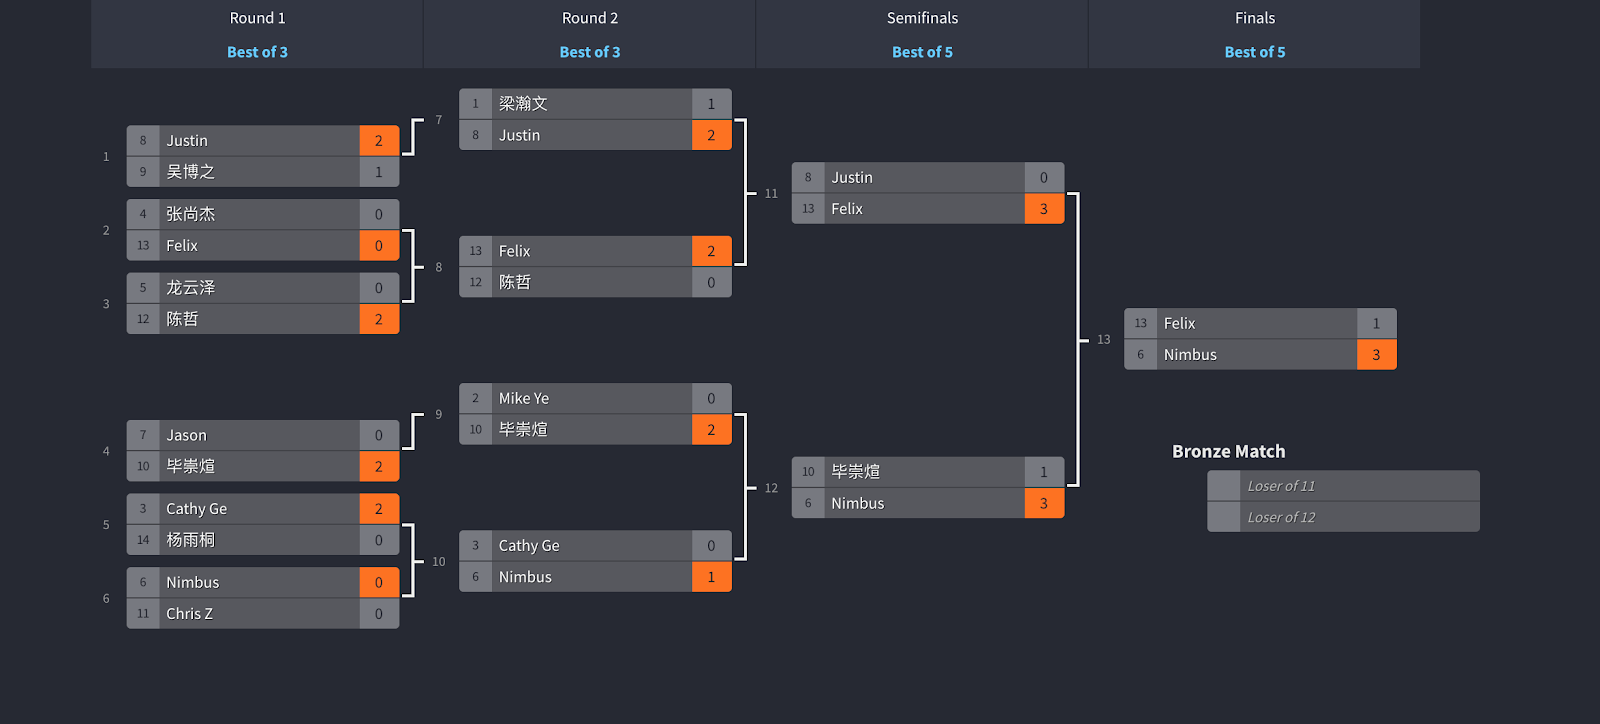 Round 1
Best of 3
Round 2
Best of 3
Semifinals
Best of 5
Finals
Best of 5
1
8 Justin 2
9 吴博之 1
2
4 张尚杰 0
13 Felix 0
3
5 龙云泽 0
12 陈哲 2
4
7 Jason 0
10 毕崇煊 2
5
3 Cathy Ge 2
14 杨雨桐 0
6
6 Nimbus 0
11 Chris Z 0
7
1 梁瀚文 1
8 Justin 2
8
13 Felix 2
12 陈哲 0
9
2 Mike Ye 0
10 毕崇煊 2
10
3 Cathy Ge 0
6 Nimbus 1
11
8 Justin 0
13 Felix 3
12
10 毕崇煊 1
6 Nimbus 3
13
13 Felix 1
6 Nimbus 3
Bronze Match
Loser of 11
Loser of 12